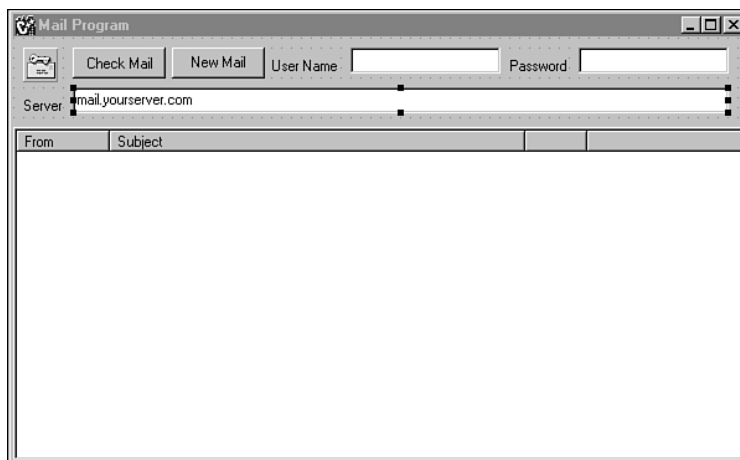 Mail Program
Check Mail New Mail User Name Password
Server mail.yourserver.com
From Subject